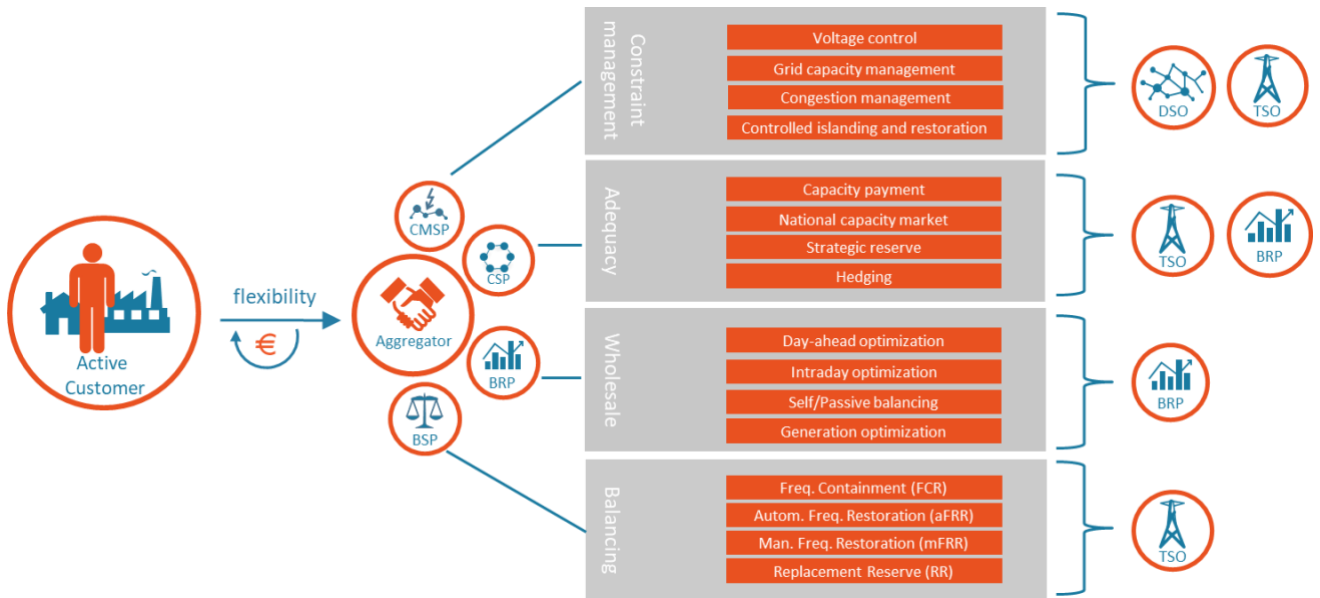 Active
Customer
flexibility
€
Aggregator
CMSP
CSP
BRP
BSP
Constraint
management
Voltage control
Grid capacity management
Congestion management
Controlled islanding and restoration
DSO
TSO
Adequacy
Capacity payment
National capacity market
Strategic reserve
Hedging
TSO
BRP
Wholesale
Day-ahead optimization
Intraday optimization
Self/Passive balancing
Generation optimization
BRP
Balancing
Freq. Containment (FCR)
Autom. Freq. Restoration (aFRR)
Man. Freq. Restoration (mFRR)
Replacement Reserve (RR)
TSO